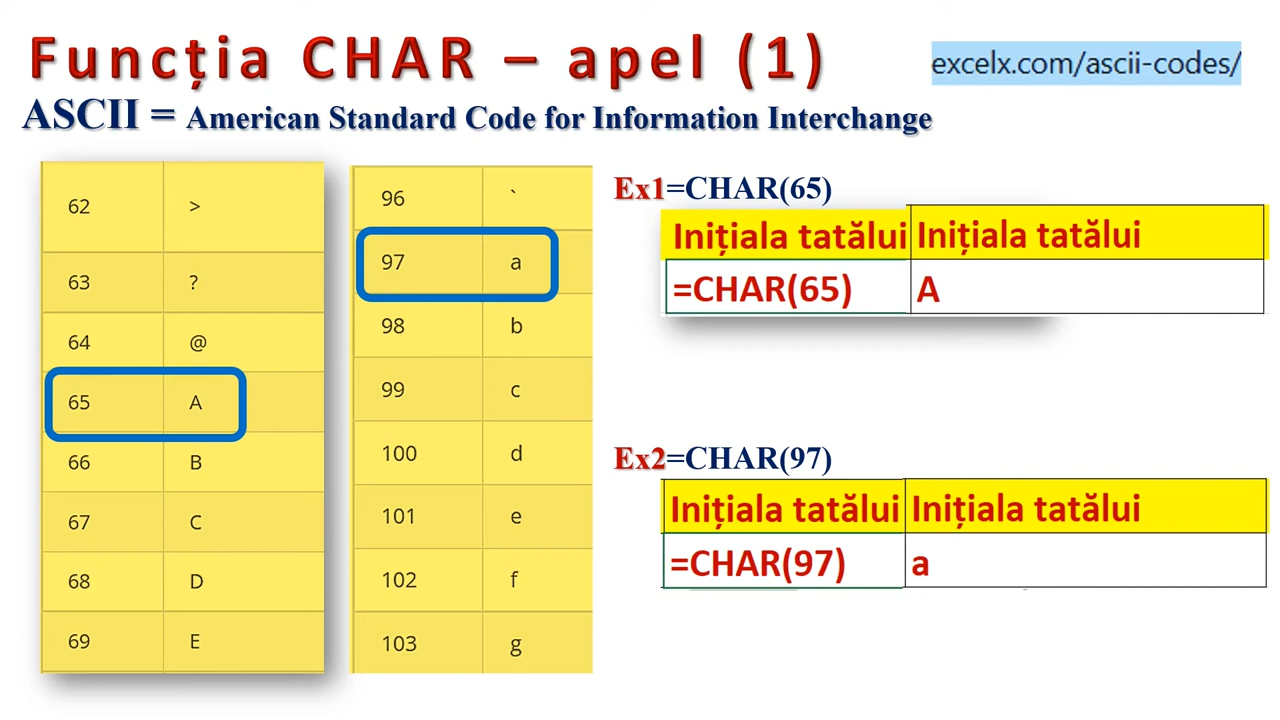 Funcția CHAR – apel (1)
excelx.com/ascii-codes/
ASCII = American Standard Code for Information Interchange
62 >
63 ?
64 @
65 A
66 B
67 C
68 D
69 E
96 `
97 a
98 b
99 c
100 d
101 e
102 f
103 g
Ex1=CHAR(65)
Inițiala tatălui Inițiala tatălui
=CHAR(65) A
Ex2=CHAR(97)
Inițiala tatălui Inițiala tatălui
=CHAR(97) a